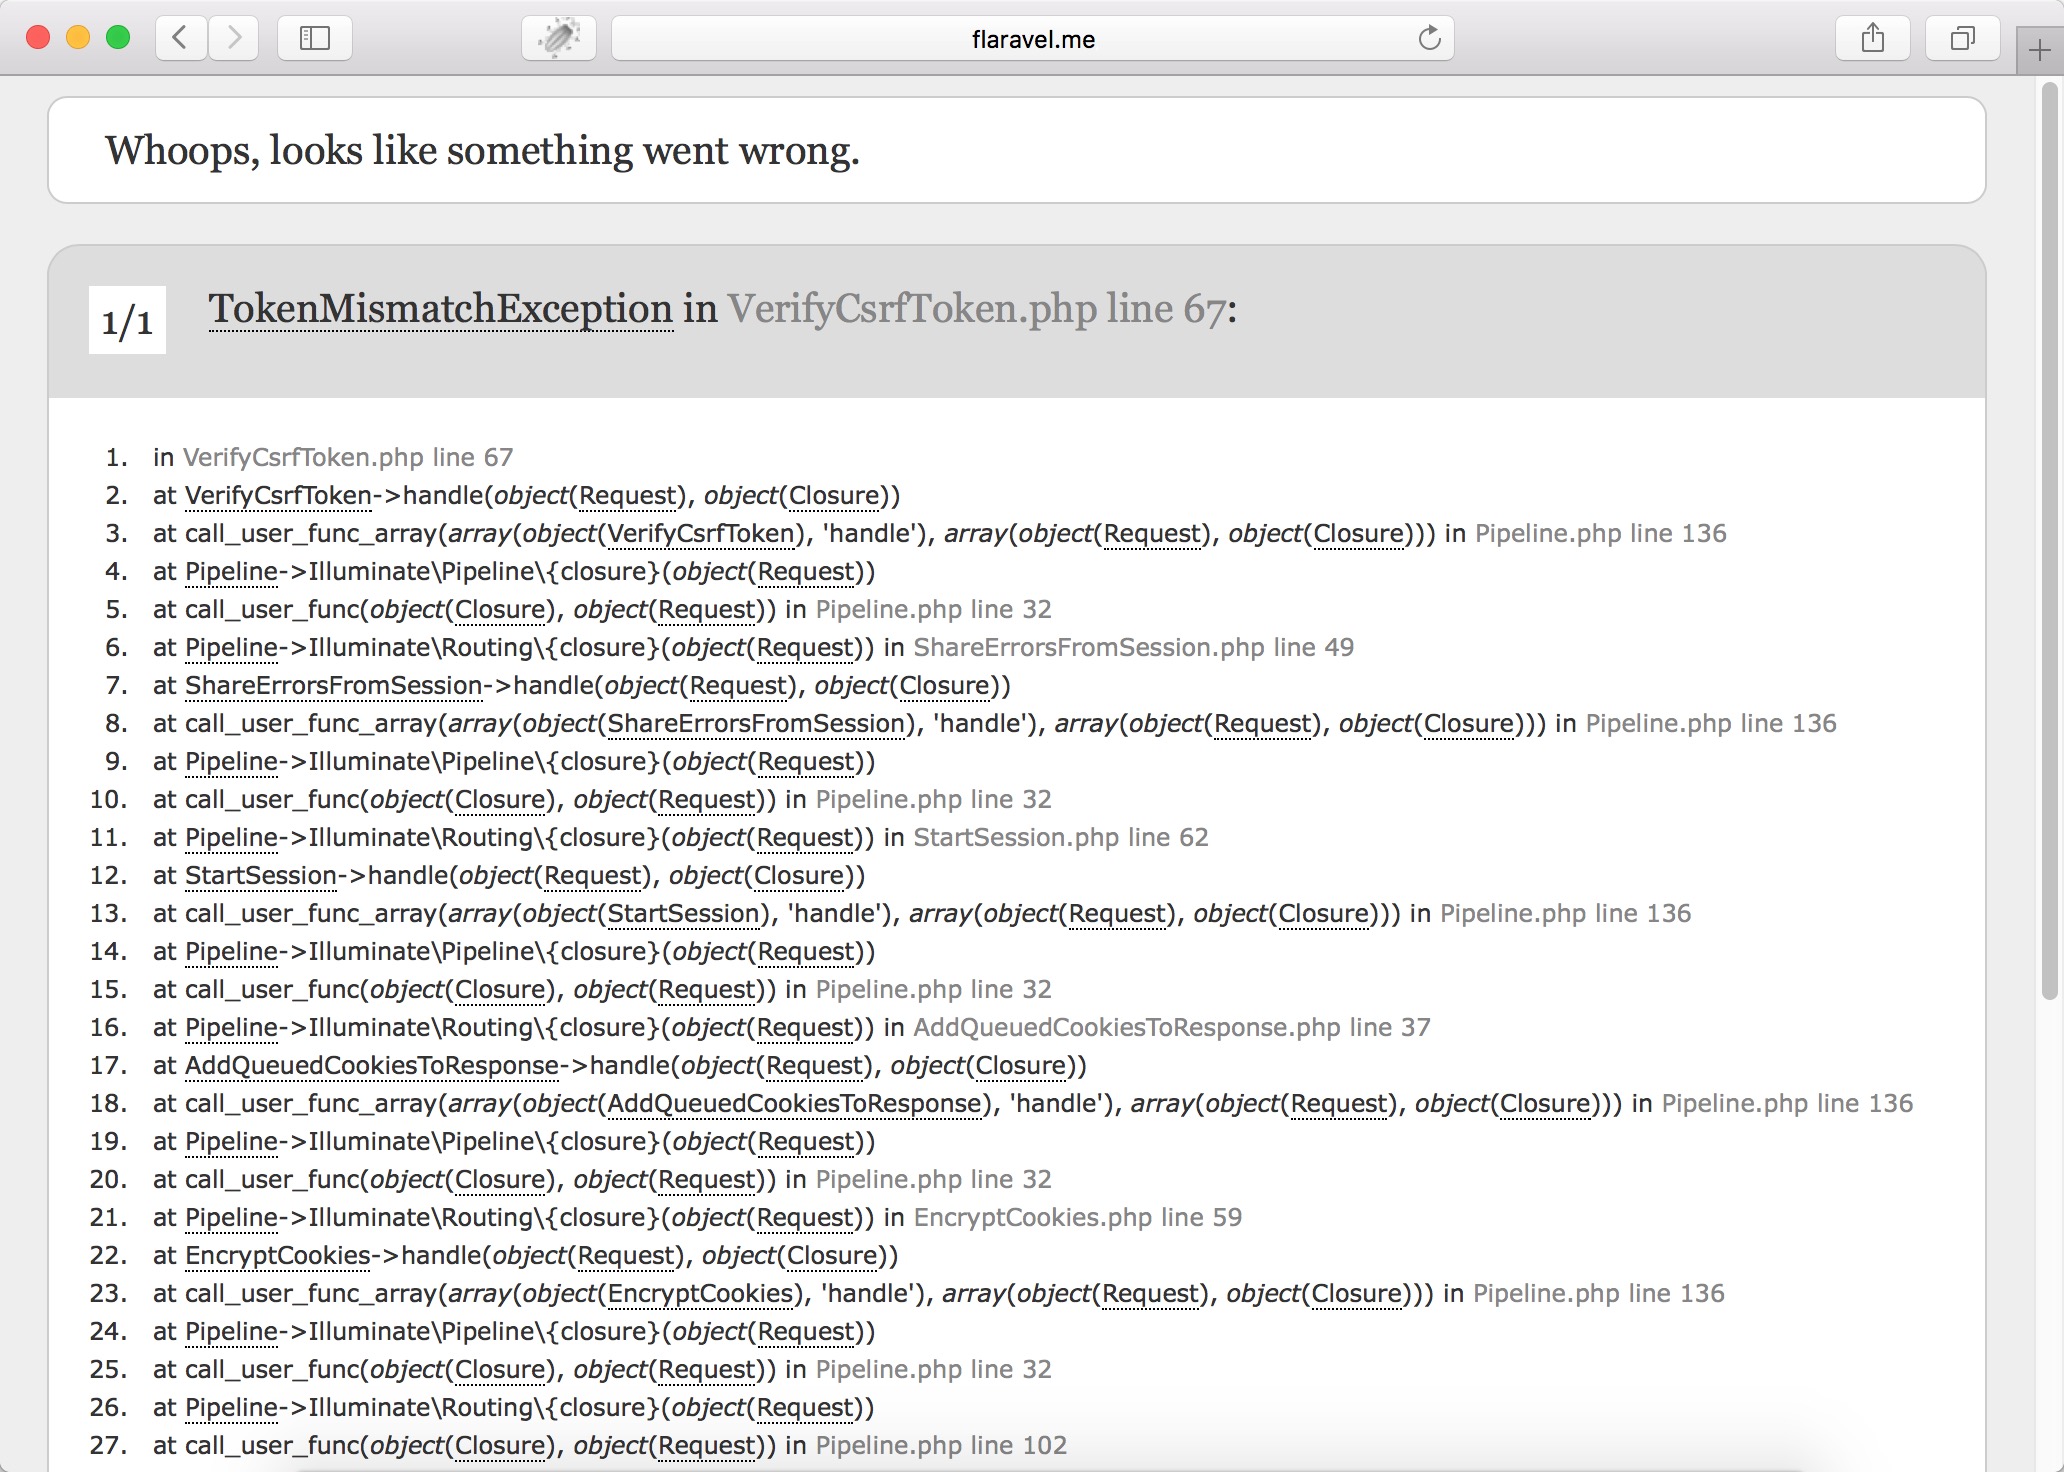 flaravel.me
Whoops, looks like something went wrong.
1/1 TokenMismatchException in VerifyCsrfToken.php line 67:
1. in VerifyCsrfToken.php line 67
2. at VerifyCsrfToken->handle(object(Request), object(Closure))
3. at call_user_func_array(array(object(VerifyCsrfToken), 'handle'), array(object(Request), object(Closure))) in Pipeline.php line 136
4. at Pipeline->Illuminate\Pipeline\{closure}(object(Request))
5. at call_user_func(object(Closure), object(Request)) in Pipeline.php line 32
6. at Pipeline->Illuminate\Routing\{closure}(object(Request)) in ShareErrorsFromSession.php line 49
7. at ShareErrorsFromSession->handle(object(Request), object(Closure))
8. at call_user_func_array(array(object(ShareErrorsFromSession), 'handle'), array(object(Request), object(Closure))) in Pipeline.php line 136
9. at Pipeline->Illuminate\Pipeline\{closure}(object(Request))
10. at call_user_func(object(Closure), object(Request)) in Pipeline.php line 32
11. at Pipeline->Illuminate\Routing\{closure}(object(Request)) in StartSession.php line 62
12. at StartSession->handle(object(Request), object(Closure))
13. at call_user_func_array(array(object(StartSession), 'handle'), array(object(Request), object(Closure))) in Pipeline.php line 136
14. at Pipeline->Illuminate\Pipeline\{closure}(object(Request))
15. at call_user_func(object(Closure), object(Request)) in Pipeline.php line 32
16. at Pipeline->Illuminate\Routing\{closure}(object(Request)) in AddQueuedCookiesToResponse.php line 37
17. at AddQueuedCookiesToResponse->handle(object(Request), object(Closure))
18. at call_user_func_array(array(object(AddQueuedCookiesToResponse), 'handle'), array(object(Request), object(Closure))) in Pipeline.php line 136
19. at Pipeline->Illuminate\Pipeline\{closure}(object(Request))
20. at call_user_func(object(Closure), object(Request)) in Pipeline.php line 32
21. at Pipeline->Illuminate\Routing\{closure}(object(Request)) in EncryptCookies.php line 59
22. at EncryptCookies->handle(object(Request), object(Closure))
23. at call_user_func_array(array(object(EncryptCookies), 'handle'), array(object(Request), object(Closure))) in Pipeline.php line 136
24. at Pipeline->Illuminate\Pipeline\{closure}(object(Request))
25. at call_user_func(object(Closure), object(Request)) in Pipeline.php line 32
26. at Pipeline->Illuminate\Routing\{closure}(object(Request))
27. at call_user_func(object(Closure), object(Request)) in Pipeline.php line 102